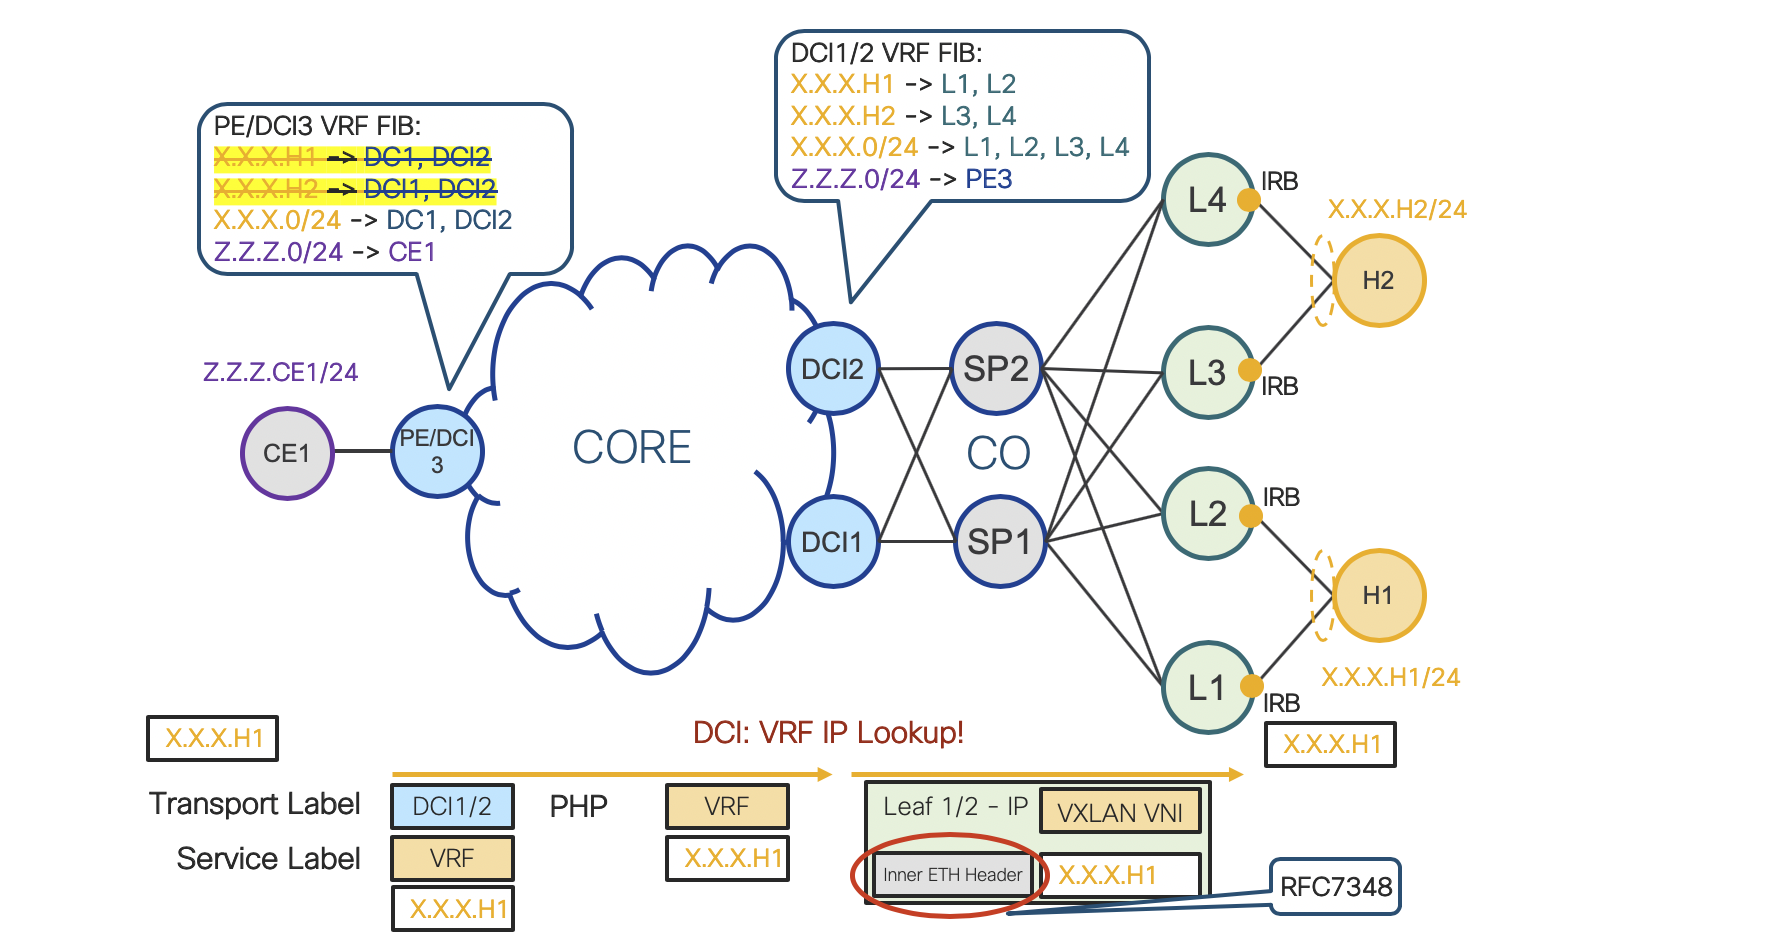 DCI1/2 VRF FIB:
X.X.X.H1 -> L1, L2
X.X.X.H2 -> L3, L4
X.X.X.0/24 -> L1, L2, L3, L4
Z.Z.Z.0/24 -> PE3
PE/DCI3 VRF FIB:
X.X.X.H1 -> DC1, DCI2
X.X.X.H2 -> DCI1, DCI2
X.X.X.0/24 -> DC1, DCI2
Z.Z.Z.0/24 -> CE1
Z.Z.Z.CE1/24
CE1
PE/DCI
3
CORE
DCI2
DCI1
SP2
CO
SP1
L4
IRB
L3
IRB
L2
IRB
L1
IRB
X.X.X.H2/24
H2
H1
X.X.X.H1/24
X.X.X.H1
DCI: VRF IP Lookup!
X.X.X.H1
Transport Label
DCI1/2
PHP
VRF
Leaf 1/2 - IP
VXLAN VNI
Service Label
VRF
X.X.X.H1
Inner ETH Header
X.X.X.H1
RFC7348
X.X.X.H1